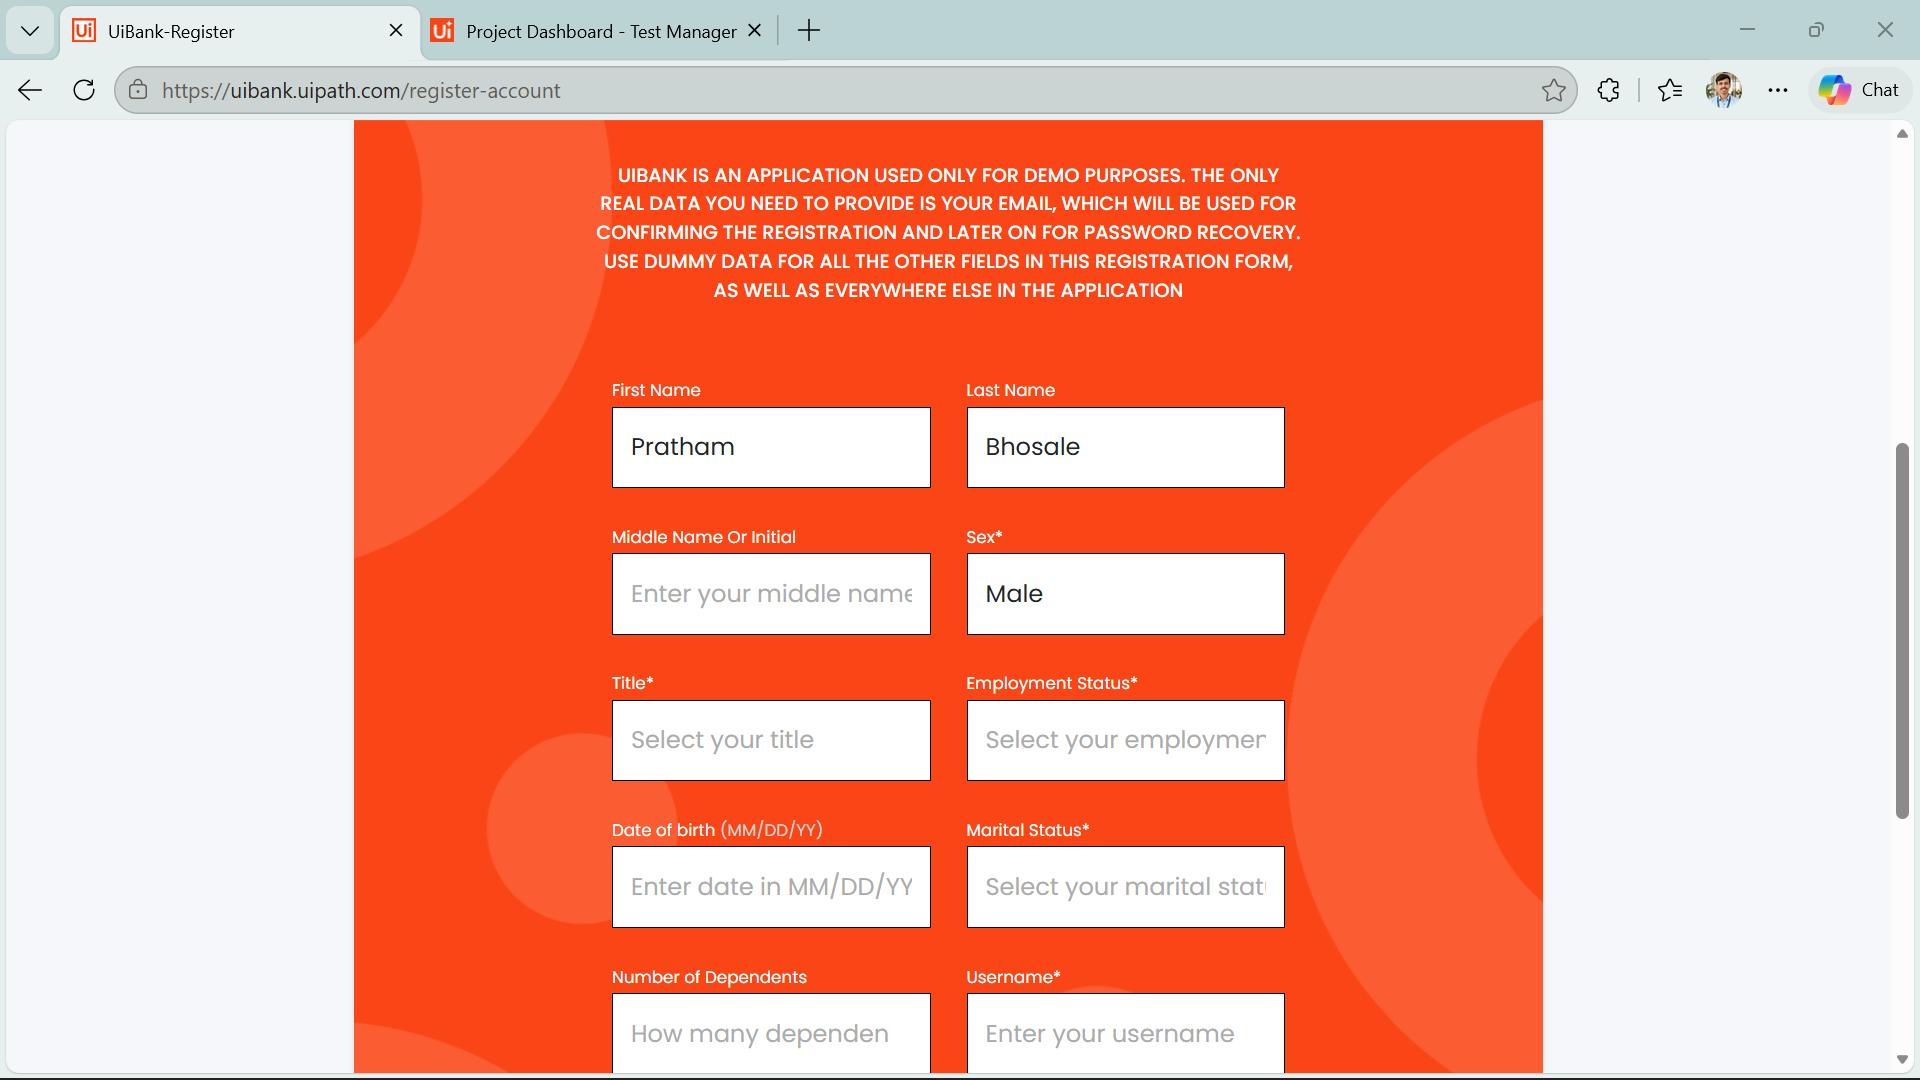 UiBank-Register
Project Dashboard - Test Manager
https://uibank.uipath.com/register-account
Chat
UIBANK IS AN APPLICATION USED ONLY FOR DEMO PURPOSES. THE ONLY
REAL DATA YOU NEED TO PROVIDE IS YOUR EMAIL, WHICH WILL BE USED FOR
CONFIRMING THE REGISTRATION AND LATER ON FOR PASSWORD RECOVERY.
USE DUMMY DATA FOR ALL THE OTHER FIELDS IN THIS REGISTRATION FORM,
AS WELL AS EVERYWHERE ELSE IN THE APPLICATION
First Name
Last Name
Pratham
Bhosale
Middle Name Or Initial
Sex*
Enter your middle name
Male
Title*
Employment Status*
Select your title
Select your employmen
Date of birth (MM/DD/YY)
Marital Status*
Enter date in MM/DD/YY
Select your marital stat
Number of Dependents
Username*
How many dependen
Enter your username